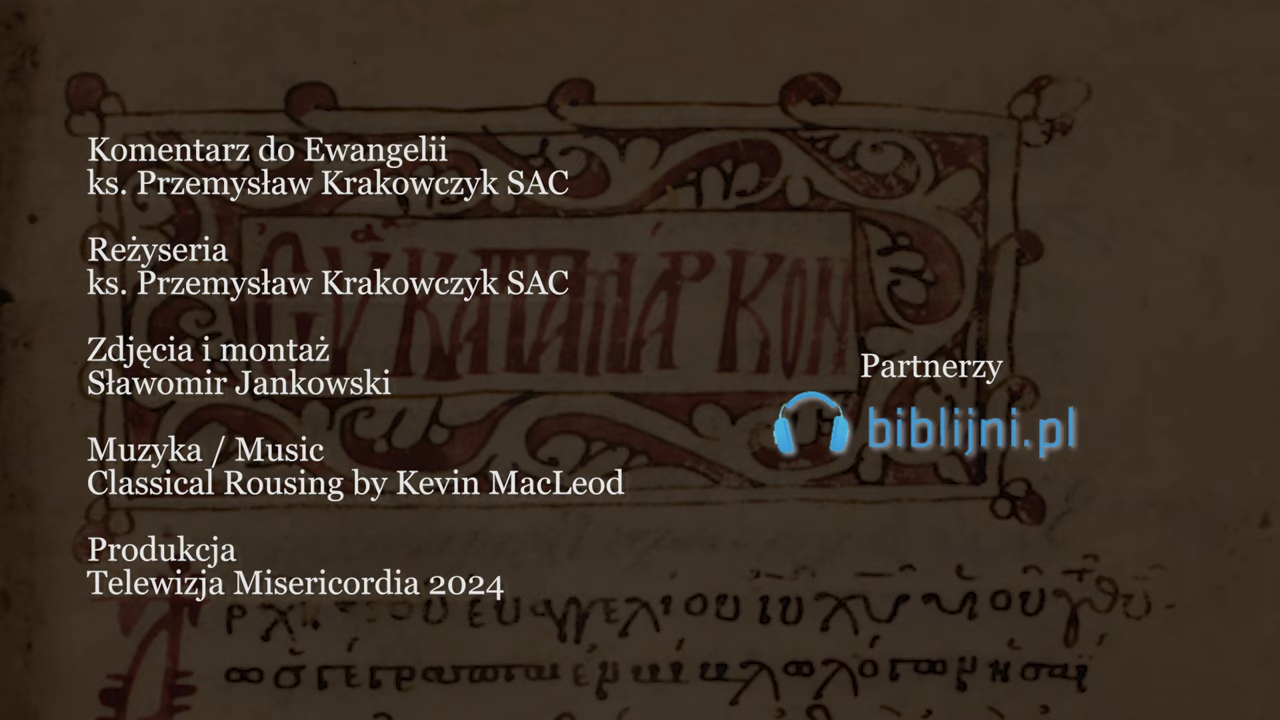 Komentarz do Ewangelii
ks. Przemysław Krakowczyk SAC
Reżyseria
ks. Przemysław Krakowczyk SAC
Zdjęcia i montaż
Sławomir Jankowski
Muzyka / Music
Classical Rousing by Kevin MacLeod
Produkcja
Telewizja Misericordia 2024
Partnerzy
biblijni.pl